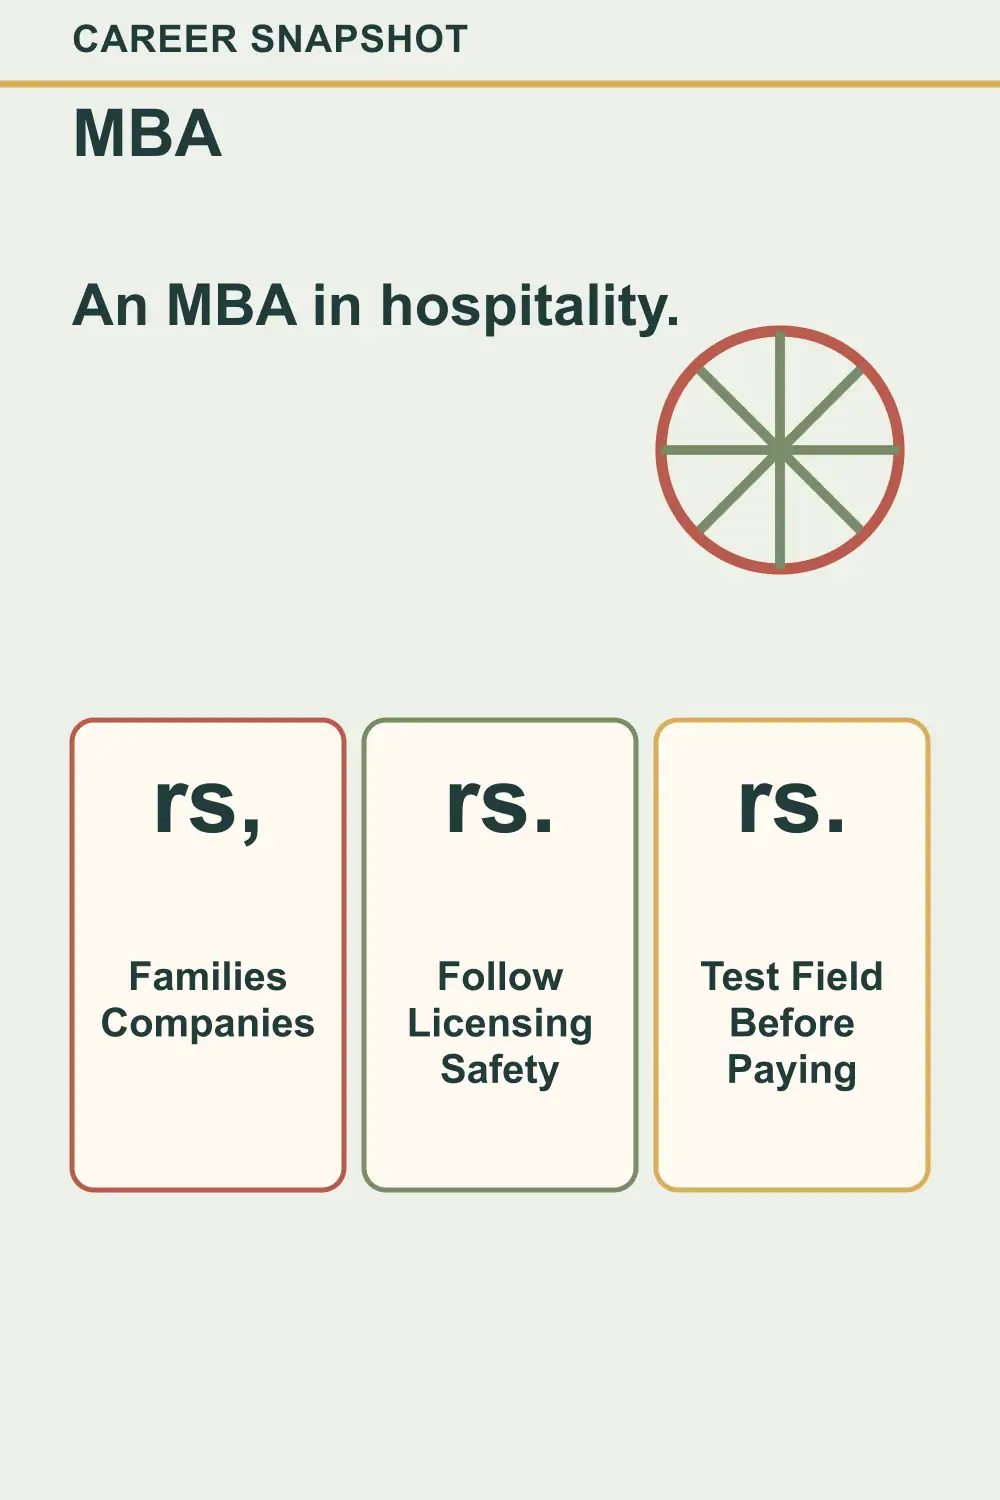 CAREER SNAPSHOT
MBA
An MBA in hospitality.
rs,
Families
Companies
rs.
Follow
Licensing
Safety
rs.
Test Field
Before
Paying